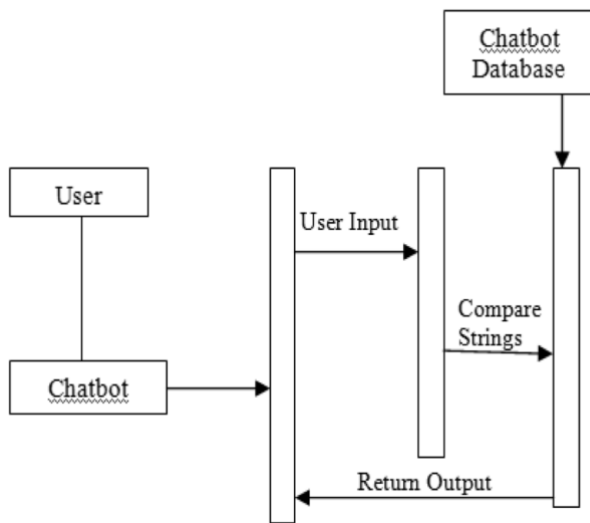 Chatbot
Database
User
User Input
Compare
Strings
Chatbot
Return Output